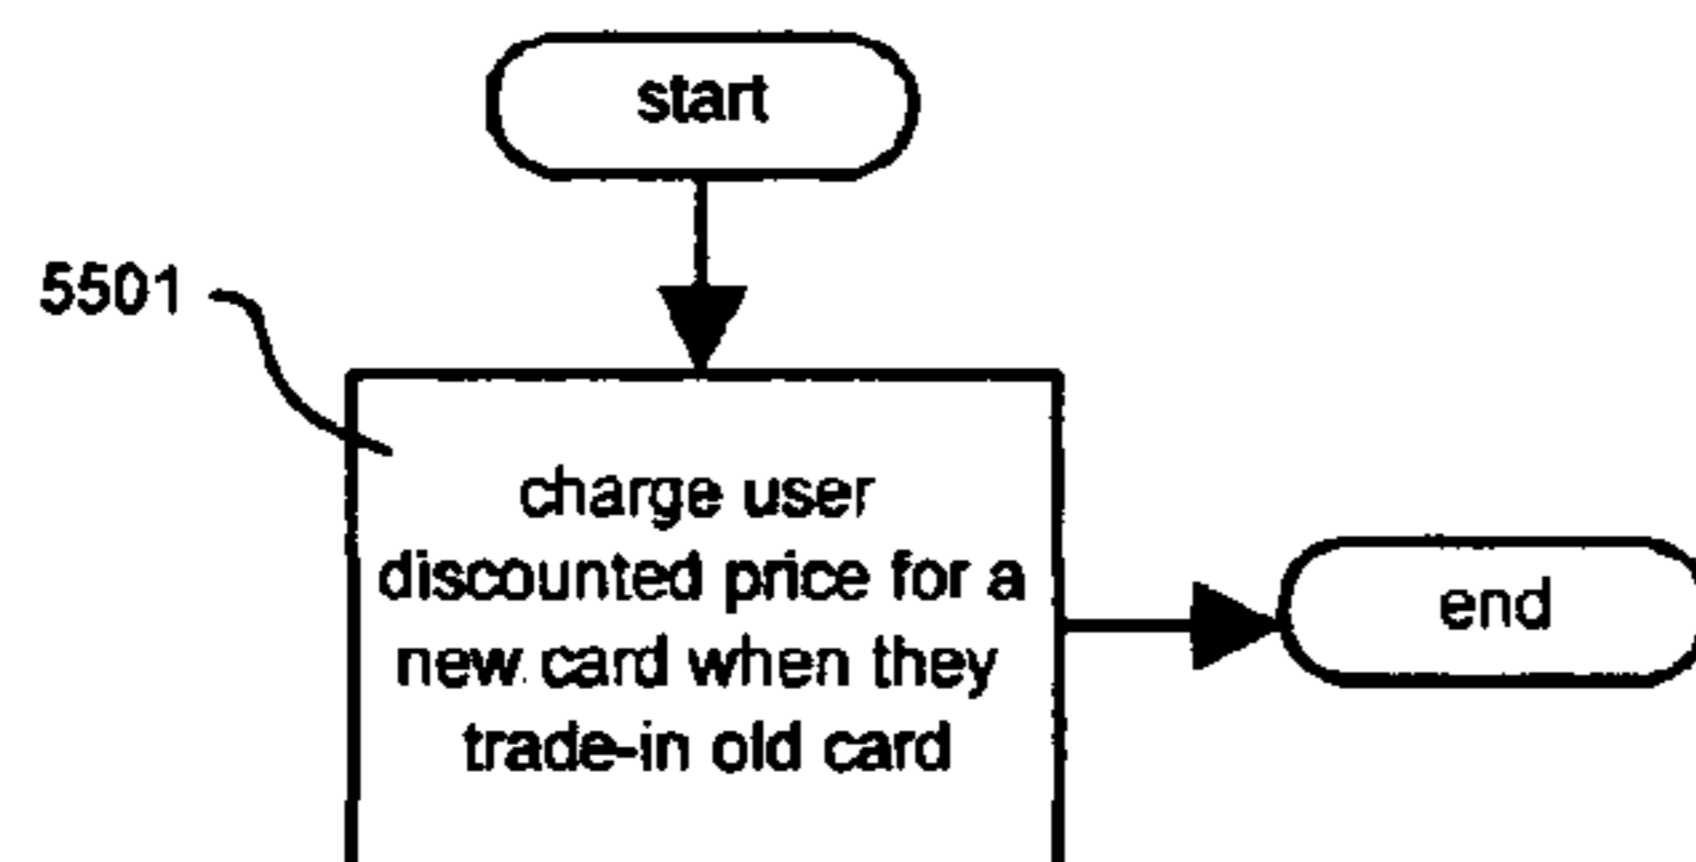 start
5501
charge user
discounted price for a
new card when they
trade-in old card
end